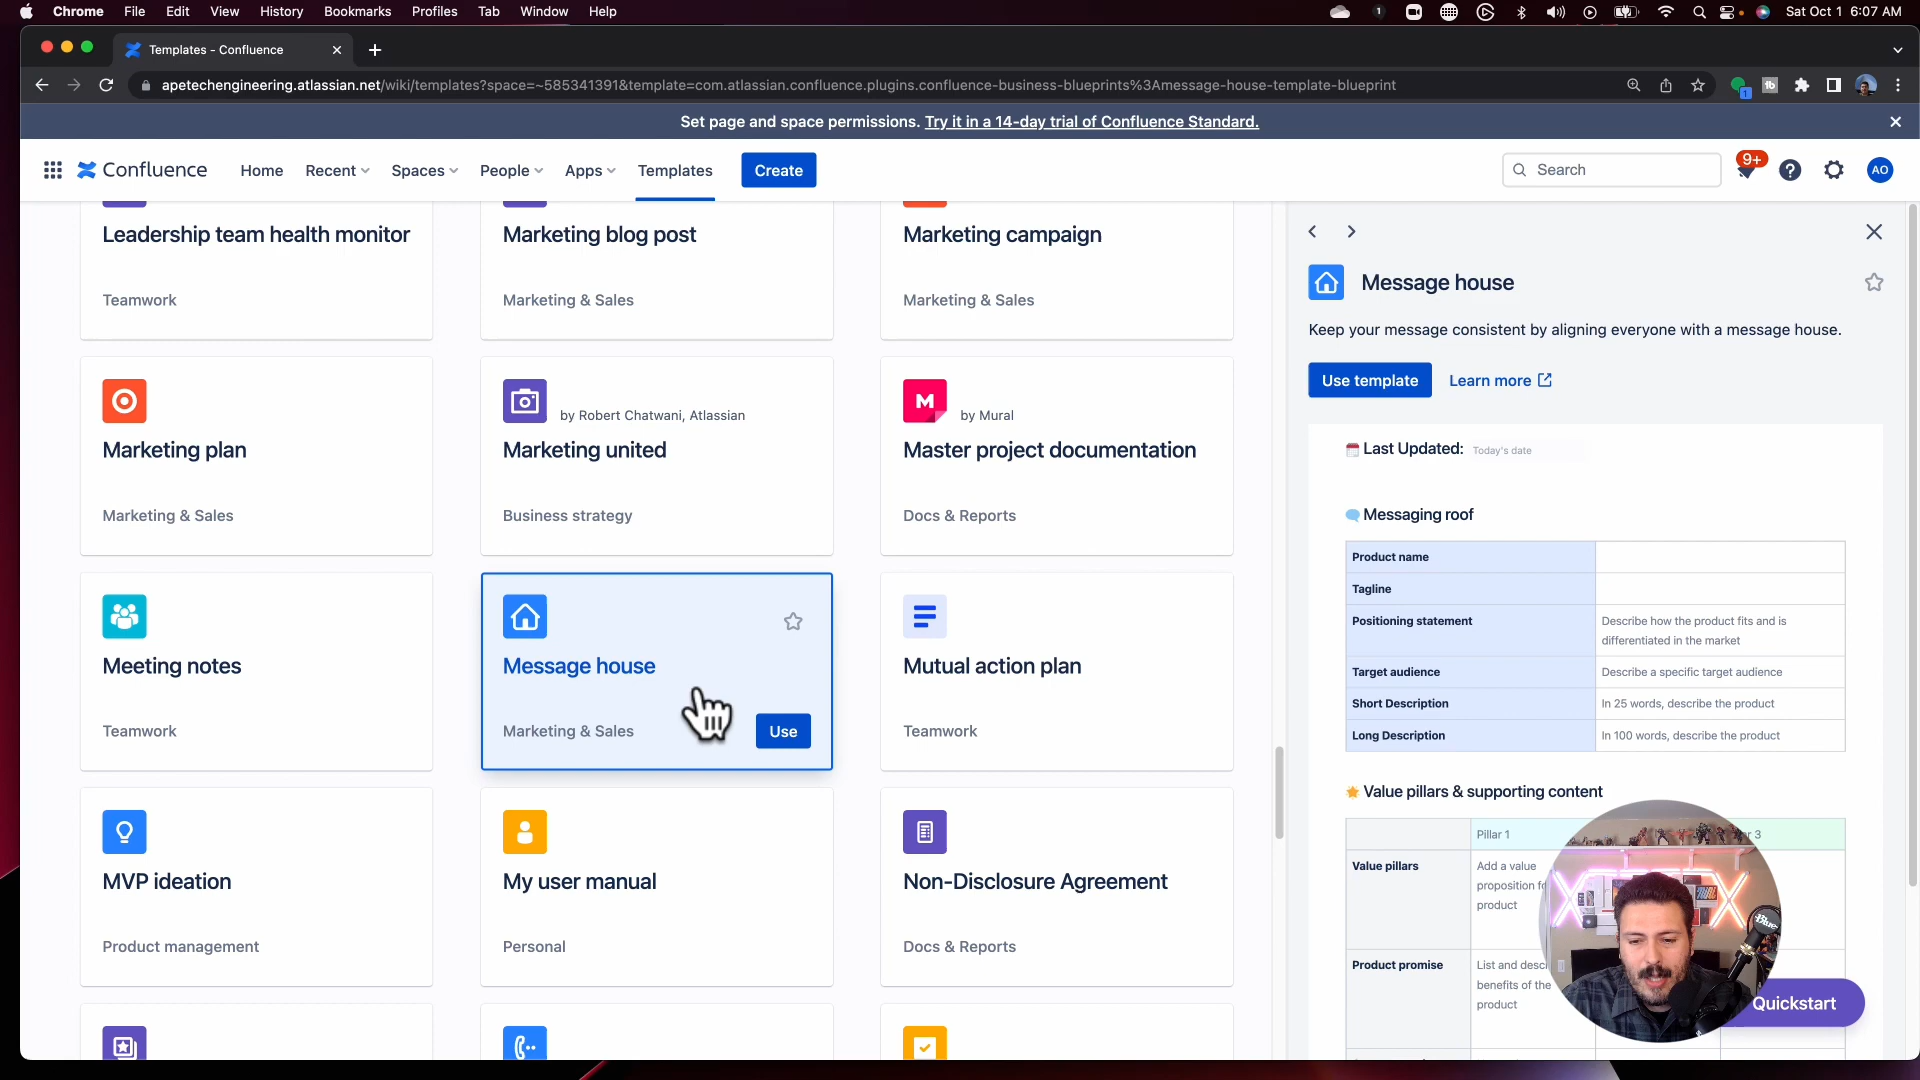 Chrome File Edit View History Bookmarks Profiles Tab Window Help
1
Sat Oct 1 6:07 AM
Templates - Confluence
apetechengineering.atlassian.net/wiki/templates?space=~585341391&template=com.atlassian.confluence.plugins.confluence-business-blueprints%3Amessage-house-template-blueprint
1
tb
Set page and space permissions. Try it in a 14-day trial of Confluence Standard.
Confluence
Home Recent Spaces People Apps Templates Create
Search
9+
AO
Leadership team health monitor
Teamwork
Marketing blog post
Marketing & Sales
Marketing campaign
Marketing & Sales
Marketing plan
Marketing & Sales
by Robert Chatwani, Atlassian
Marketing united
Business strategy
M
by Mural
Master project documentation
Docs & Reports
Meeting notes
Teamwork
Message house
Marketing & Sales
Use
Mutual action plan
Teamwork
MVP ideation
Product management
My user manual
Personal
Non-Disclosure Agreement
Docs & Reports
Message house
Keep your message consistent by aligning everyone with a message house.
Use template Learn more
Last Updated: Today's date
Messaging roof
Product name
Tagline
Positioning statement
Describe how the product fits and is
differentiated in the market
Target audience
Describe a specific target audience
Short Description
In 25 words, describe the product
Long Description
In 100 words, describe the product
Value pillars & supporting content
Pillar 1
3
Value pillars
Add a value
proposition
product
Product promise
List and
benefits of the
product
Blue
Quickstart